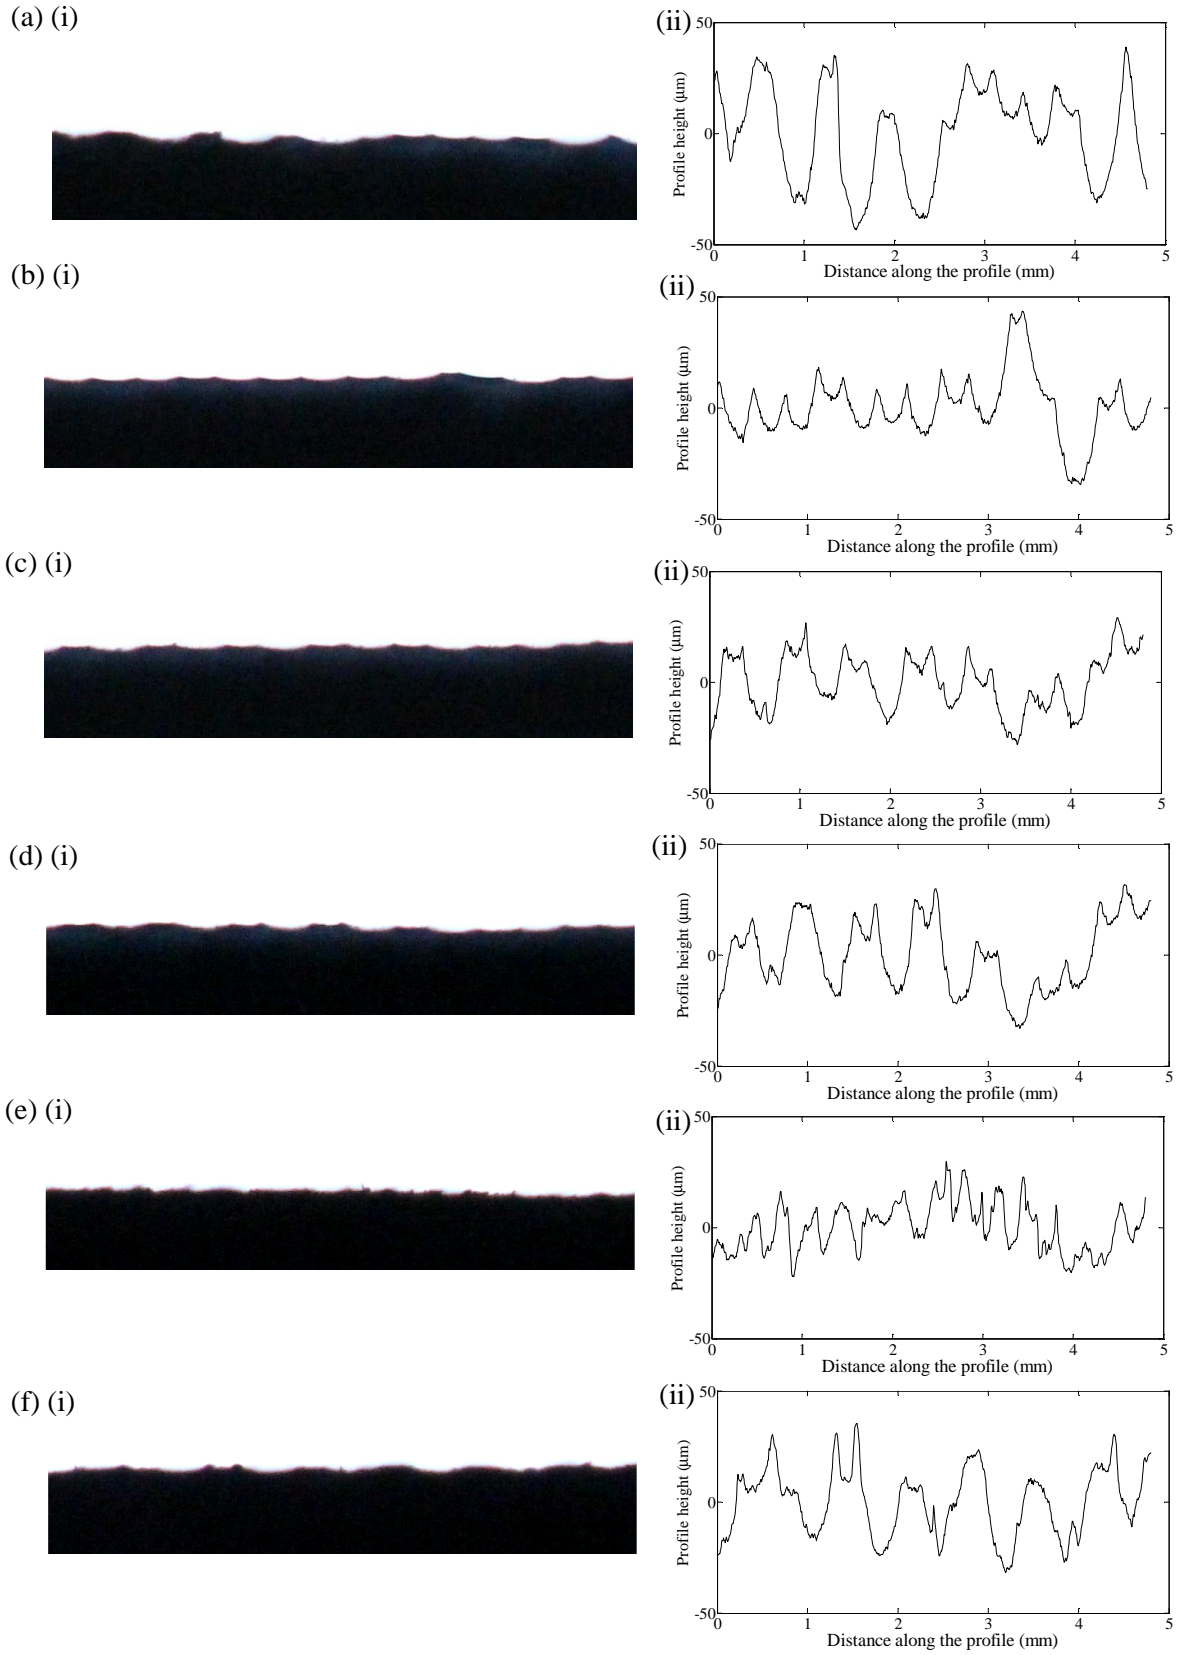 (a) (i)
(ii)
50
0
-50
Profile height (µm)
0 1 2 3 4 5
Distance along the profile (mm)
(b) (i)
(ii)
50
0
-50
Profile height (µm)
0 1 2 3 4 5
Distance along the profile (mm)
(c) (i)
(ii)
50
0
-50
Profile height (µm)
0 1 2 3 4 5
Distance along the profile (mm)
(d) (i)
(ii)
50
0
-50
Profile height (µm)
0 1 2 3 4 5
Distance along the profile (mm)
(e) (i)
(ii)
50
0
-50
Profile height (µm)
0 1 2 3 4 5
Distance along the profile (mm)
(f) (i)
(ii)
50
0
-50
Profile height (µm)
0 1 2 3 4 5
Distance along the profile (mm)